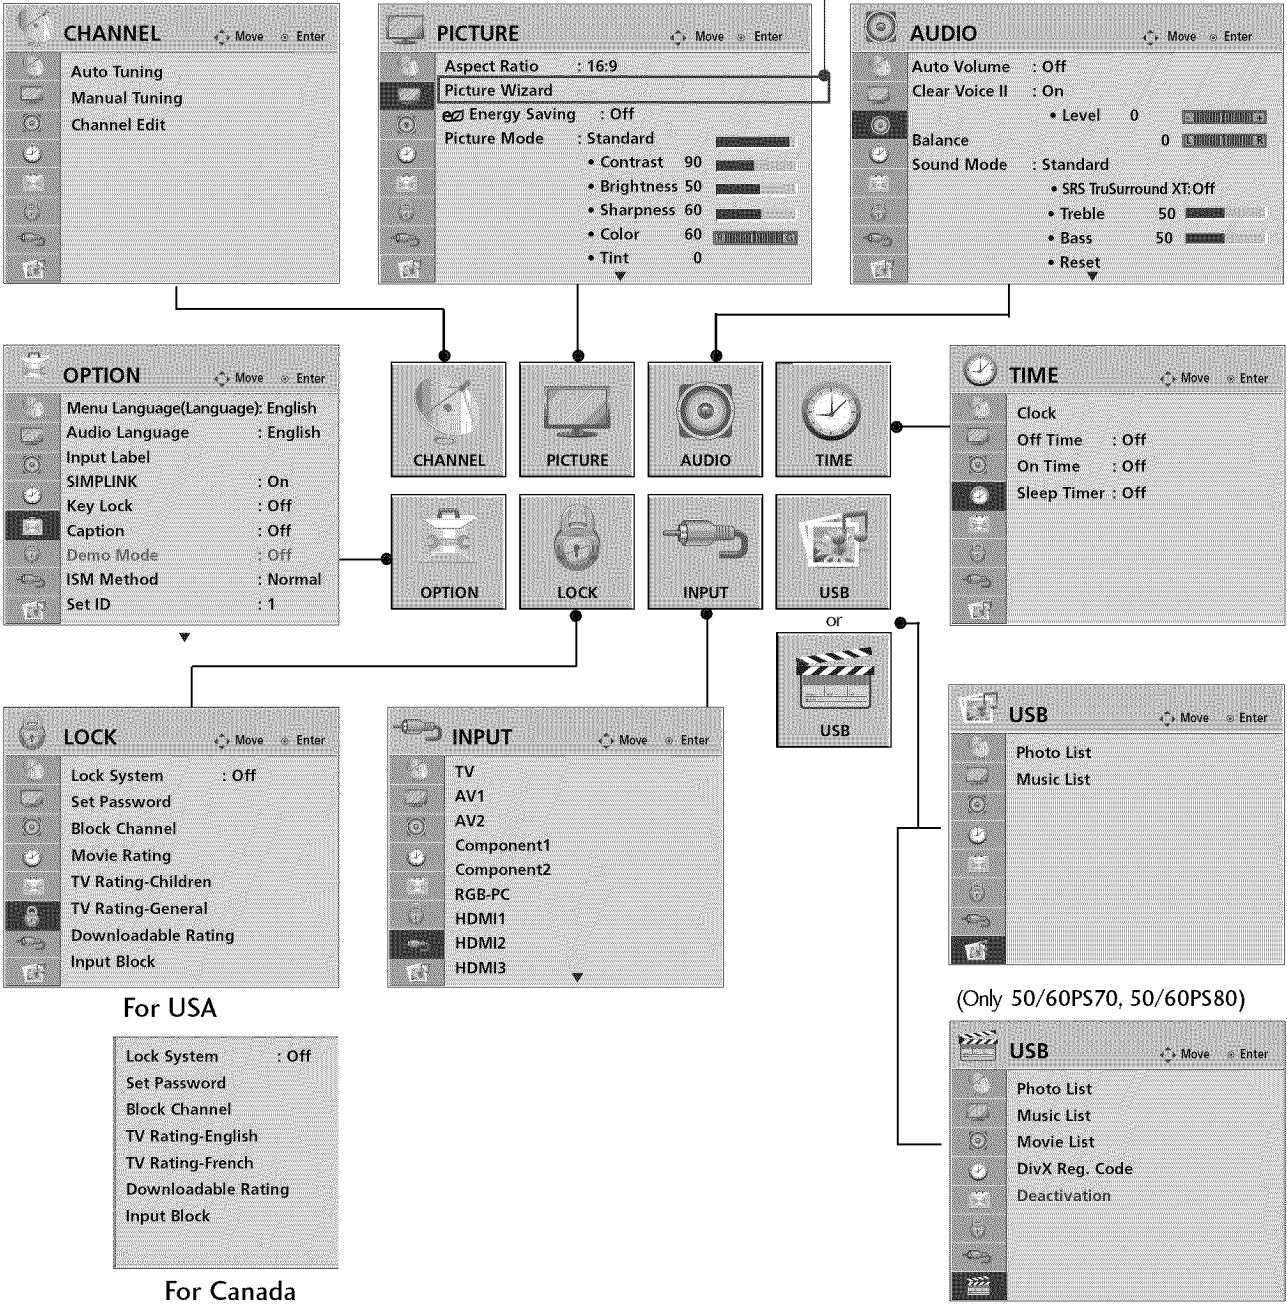 CHANNEL
Move Enter
Auto Tuning
Manual Tuning
Channel Edit
PICTURE
Move Enter
Aspect Ratio : 16:9
Picture Wizard
Energy Saving : Off
Picture Mode : Standard
• Contrast 90
• Brightness 50
• Sharpness 60
• Color 60
• Tint 0
R G
AUDIO
Move Enter
Auto Volume : Off
Clear Voice II : On
• Level 0 - +
Balance 0 L R
Sound Mode : Standard
• SRS TruSurround XT: Off
• Treble 50
• Bass 50
• Reset
OPTION
Move Enter
Menu Language(Language): English
Audio Language : English
Input Label
SIMPLINK : On
Key Lock : Off
Caption : Off
Demo Mode : Off
ISM Method : Normal
Set ID : 1
CHANNEL
PICTURE
AUDIO
TIME
OPTION
LOCK
INPUT
USB
or
USB
TIME
Move Enter
Clock
Off Time : Off
On Time : Off
Sleep Timer : Off
LOCK
Move Enter
Lock System : Off
Set Password
Block Channel
Movie Rating
TV Rating-Children
TV Rating-General
Downloadable Rating
Input Block
For USA
Lock System : Off
Set Password
Block Channel
TV Rating-English
TV Rating-French
Downloadable Rating
Input Block
For Canada
INPUT
Move Enter
TV
AV1
AV2
Component1
Component2
RGB-PC
HDMI1
HDMI2
HDMI3
USB
Move Enter
Photo List
Music List
(Only 50/60PS70, 50/60PS80)
USB
Move Enter
Photo List
Music List
Movie List
DivX Reg. Code
Deactivation